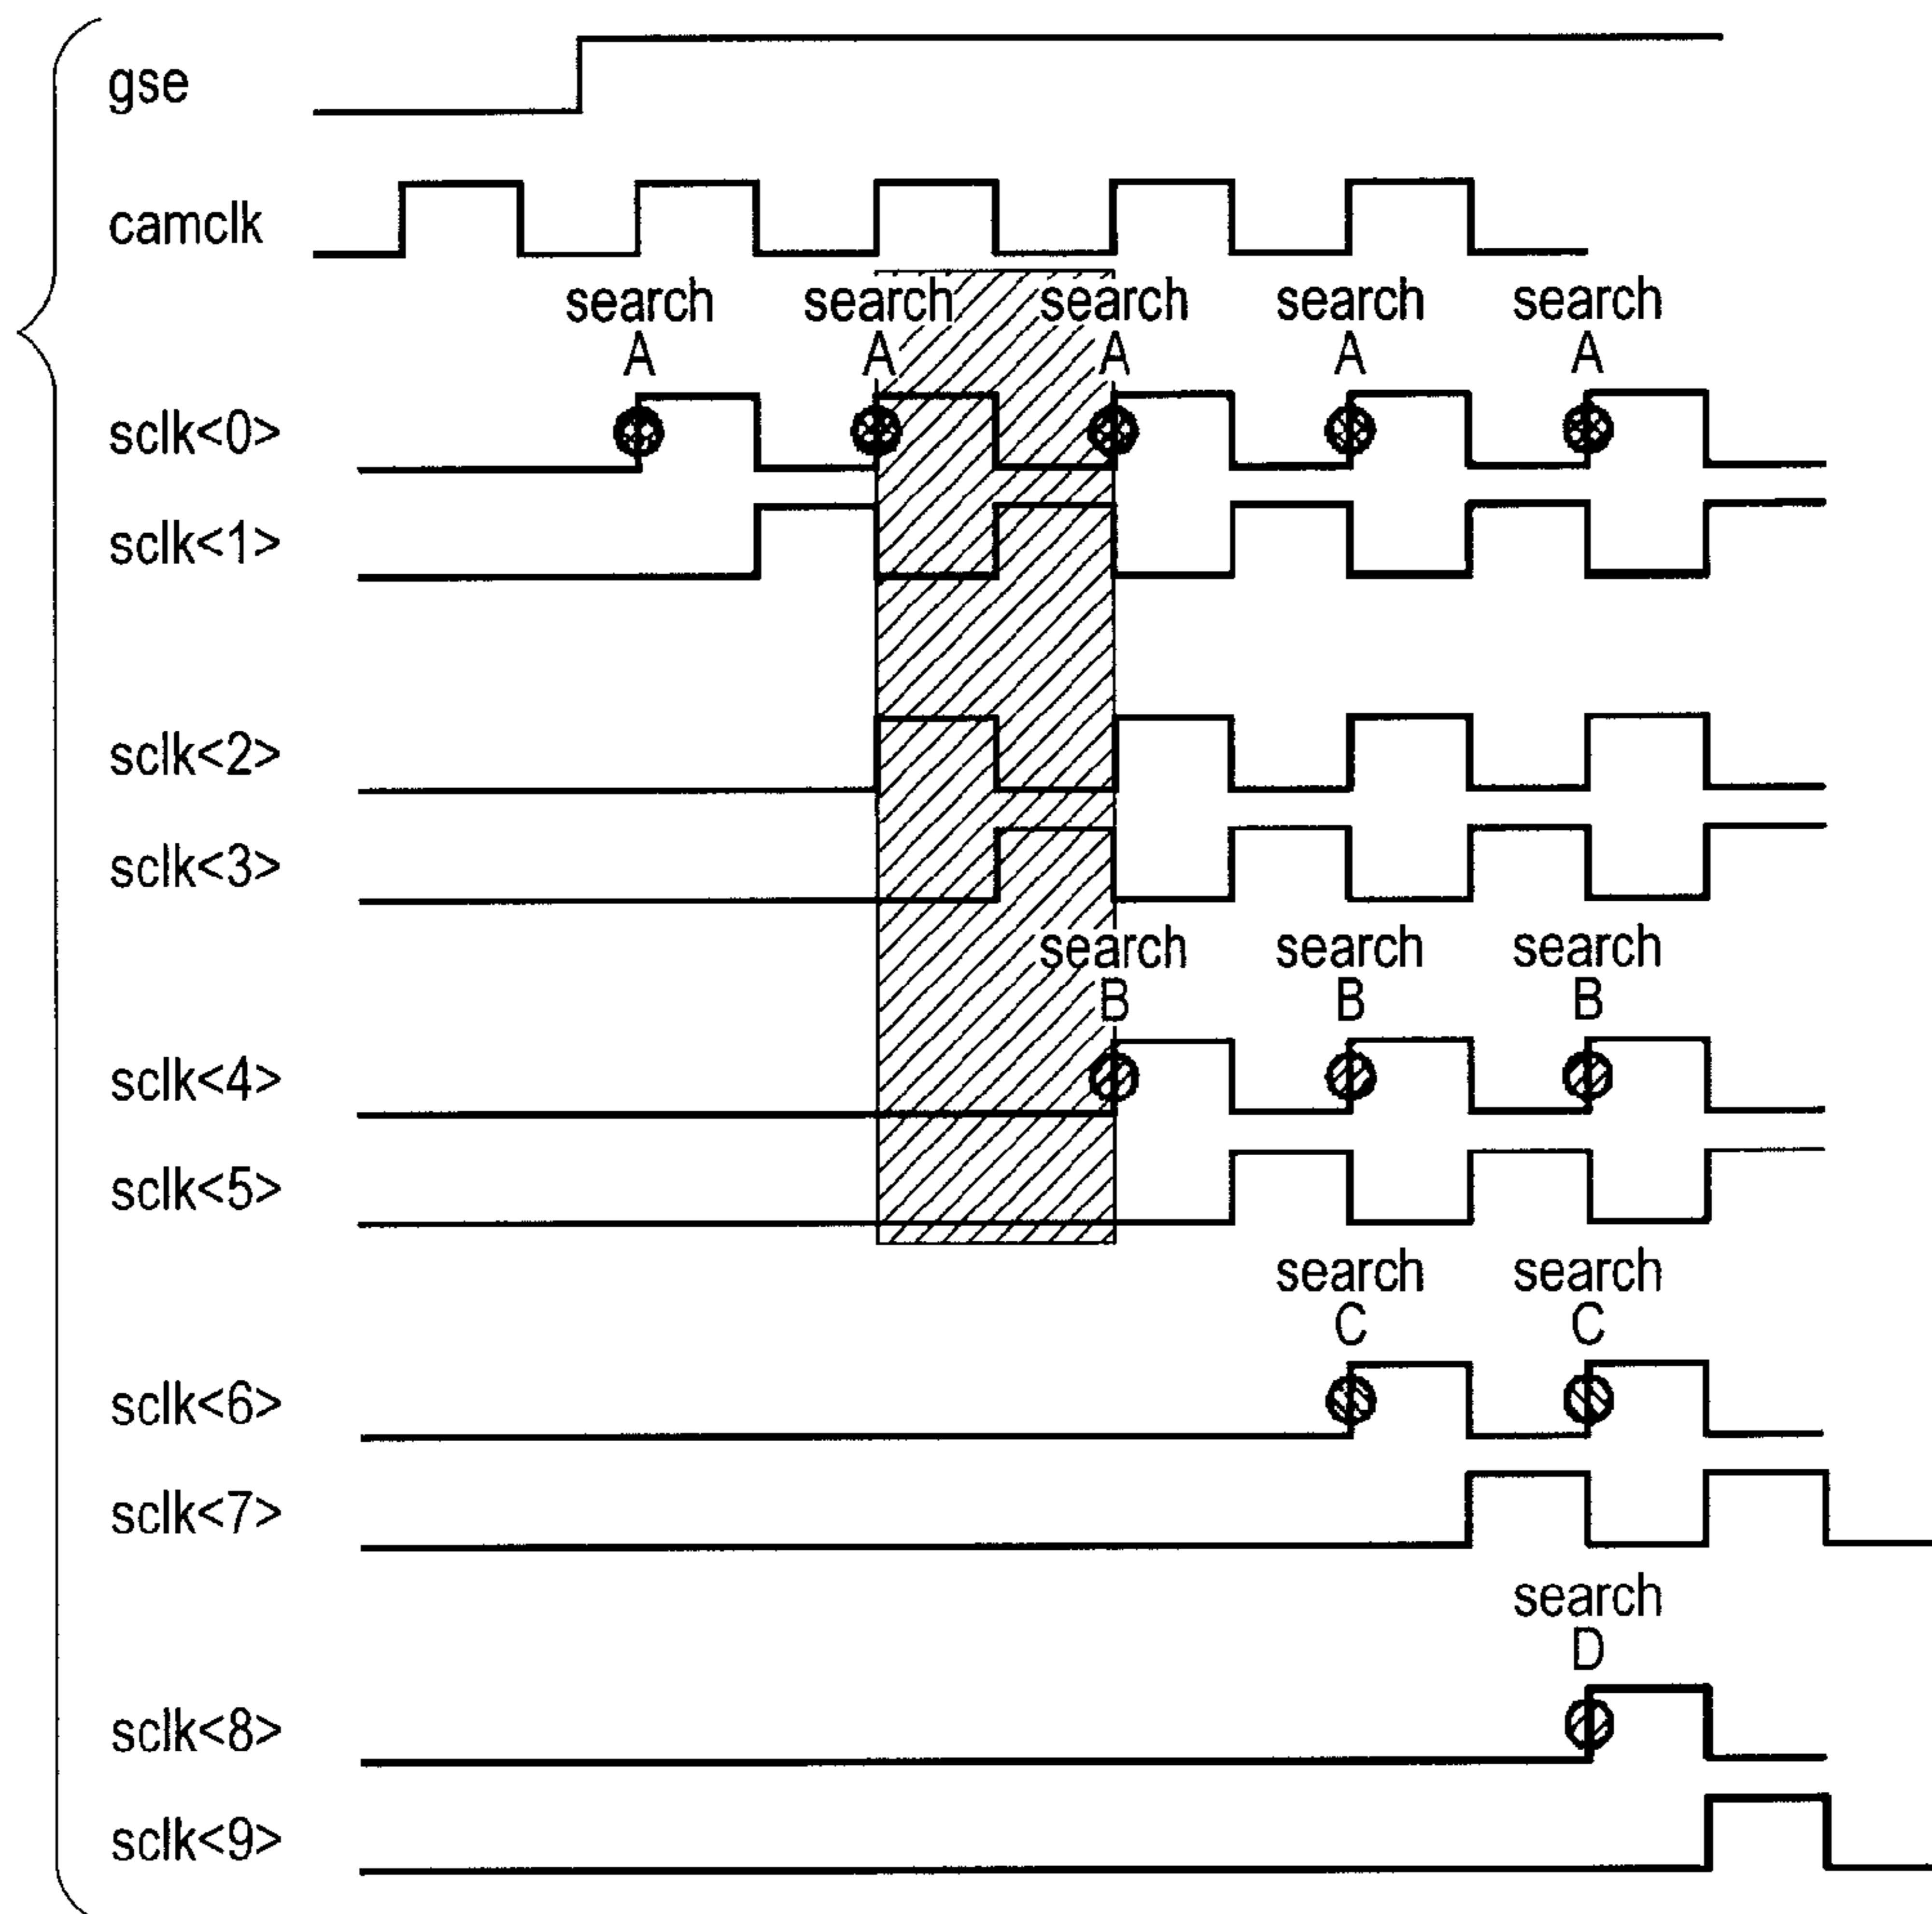 gse
camclk
search search search search search
A A A A A
sclk<0>
sclk<1>
sclk<2>
sclk<3>
search search search
B B B
sclk<4>
sclk<5>
search search
C C
sclk<6>
sclk<7>
search
D
sclk<8>
sclk<9>